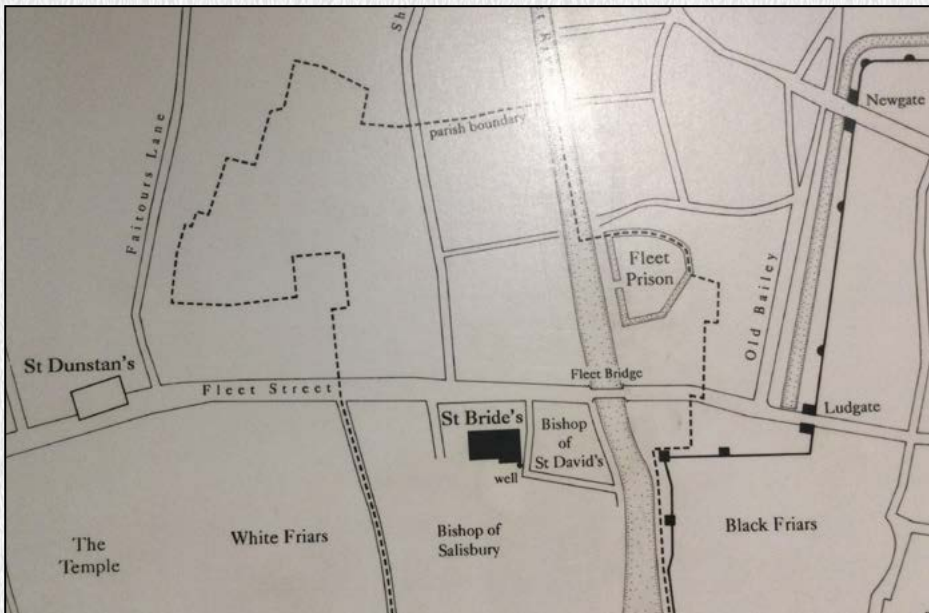 Sh
Faitours Lane
parish boundary
Newgate
Fleet
Prison
Old Bailey
St Dunstan's
Fleet Street
Fleet Bridge
Ludgate
St Bride's
Bishop
of
St David's
well
The
Temple
White Friars
Bishop of
Salisbury
Black Friars